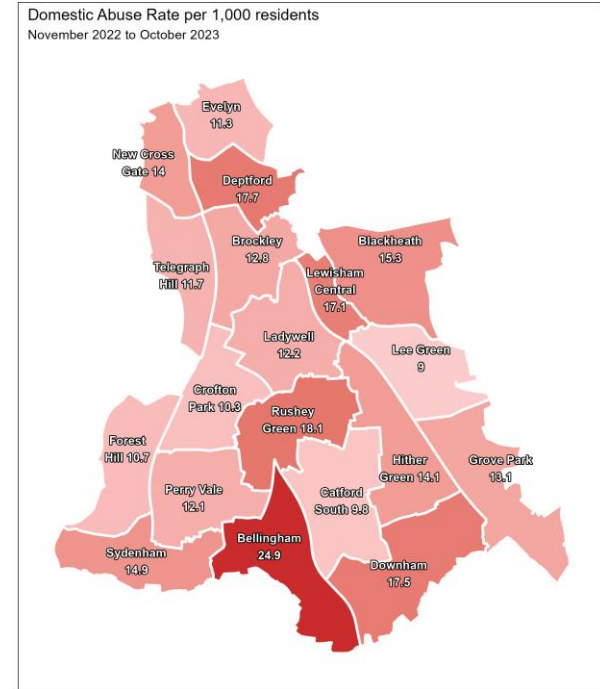 Domestic Abuse Rate per 1,000 residents
November 2022 to October 2023
Evelyn
11.3
New Cross
Gate 14
Deptford
17.7
Brockley
12.8
Blackheath
15.3
Telegraph
Hill 11.7
Lewisham
Central
17.1
Ladywell
12.2
Lee Green
9
Crofton
Park 10.3
Rushey
Green 18.1
Forest
Hill 10.7
Hither
Green 14.1
Grove Park
13.1
Perry Vale
12.1
Catford
South 9.8
Bellingham
24.9
Sydenham
14.9
Downham
17.5